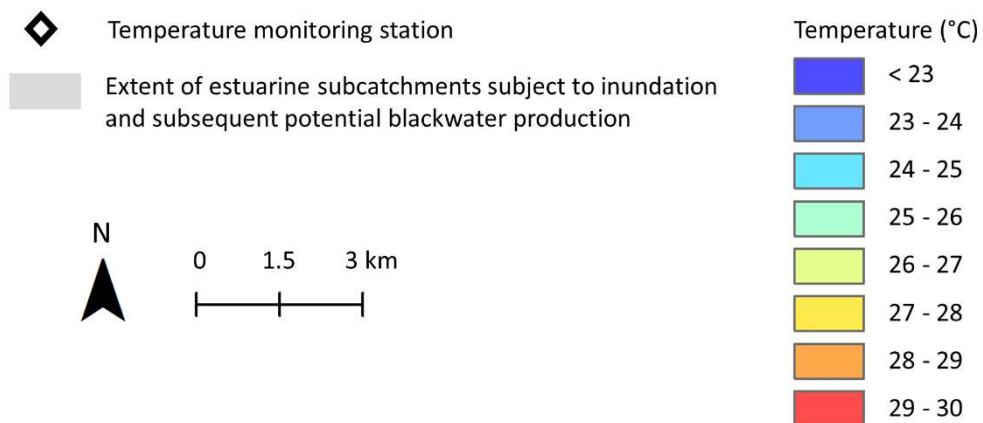 Temperature monitoring station
Extent of estuarine subcatchments subject to inundation
and subsequent potential blackwater production
N
0 1.5 3 km
Temperature (°C)
< 23
23 - 24
24 - 25
25 - 26
26 - 27
27 - 28
28 - 29
29 - 30